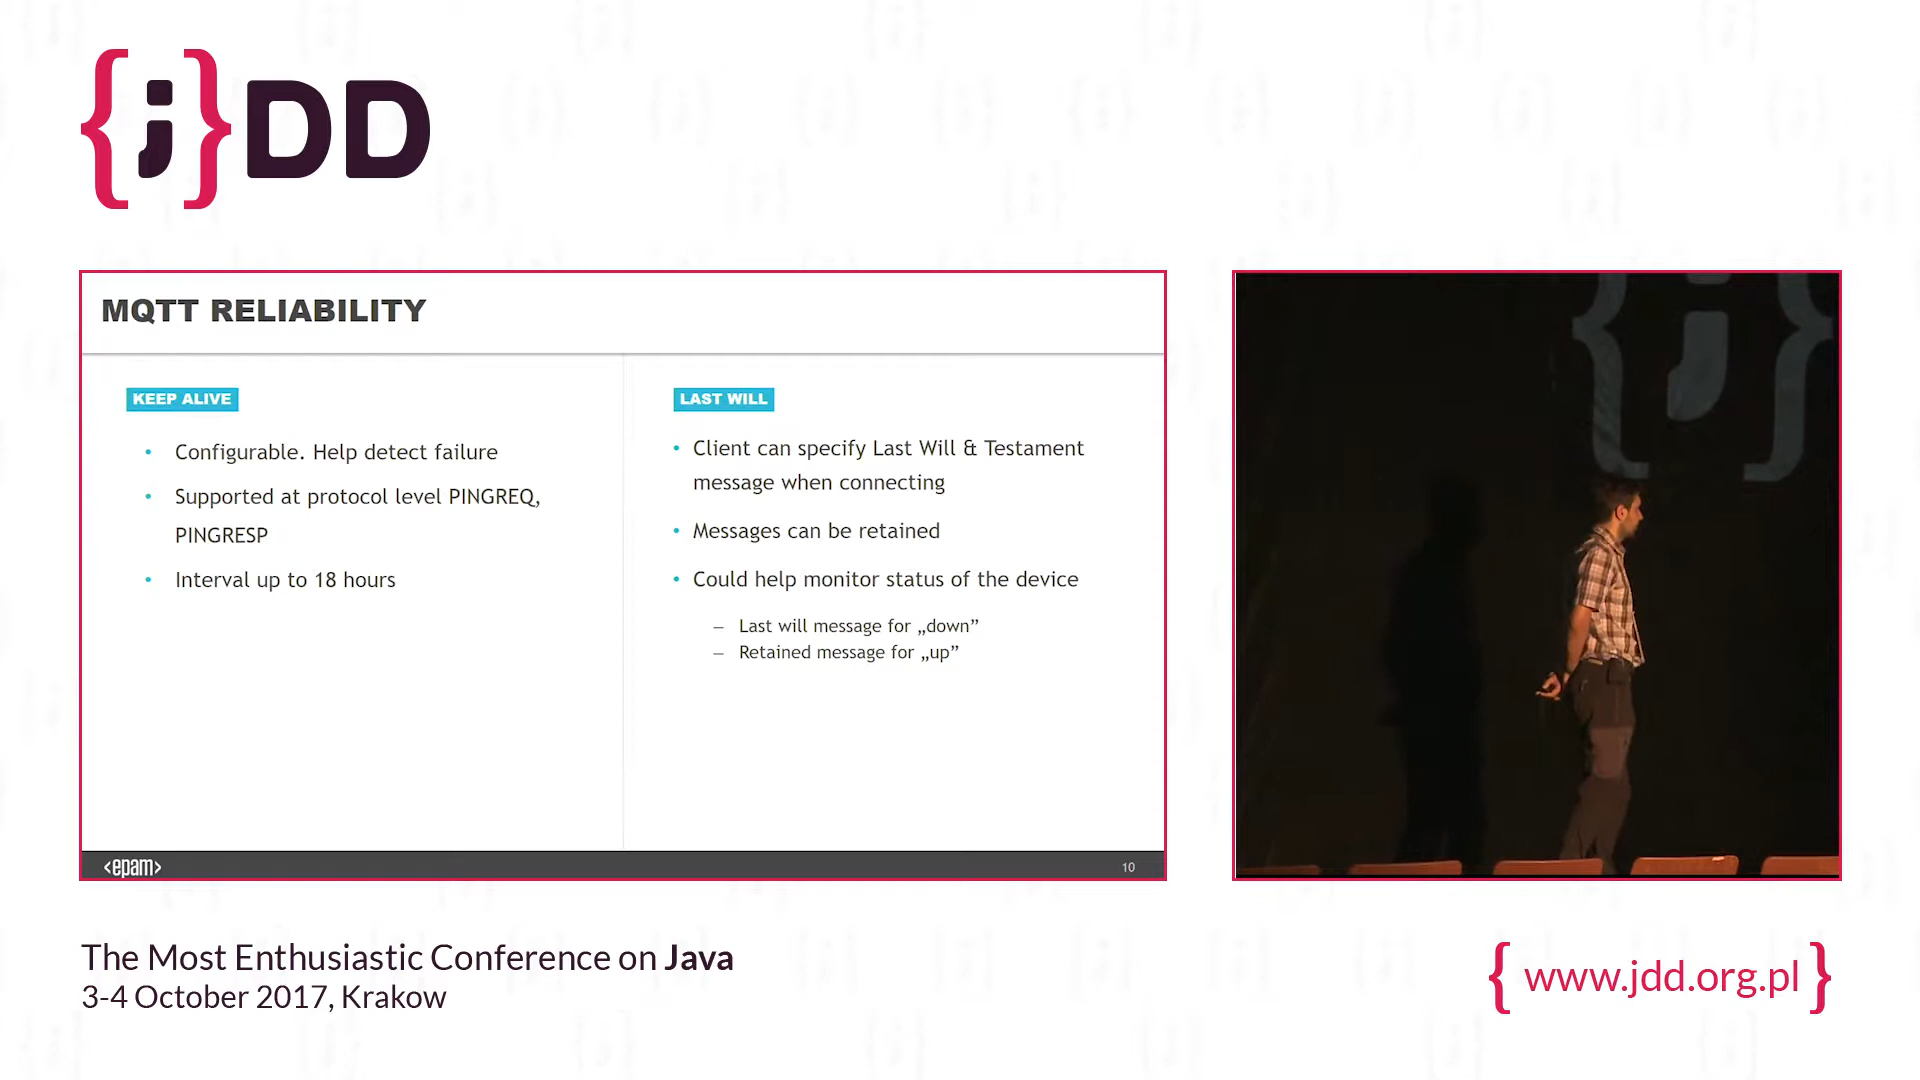 {;}DD
MQTT RELIABILITY
KEEP ALIVE
• Configurable. Help detect failure
• Supported at protocol level PINGREQ,
PINGRESP
• Interval up to 18 hours
LAST WILL
• Client can specify Last Will & Testament
message when connecting
• Messages can be retained
• Could help monitor status of the device
– Last will message for „down”
– Retained message for „up”
<epam>
10
The Most Enthusiastic Conference on Java
3-4 October 2017, Krakow
{ www.jdd.org.pl }